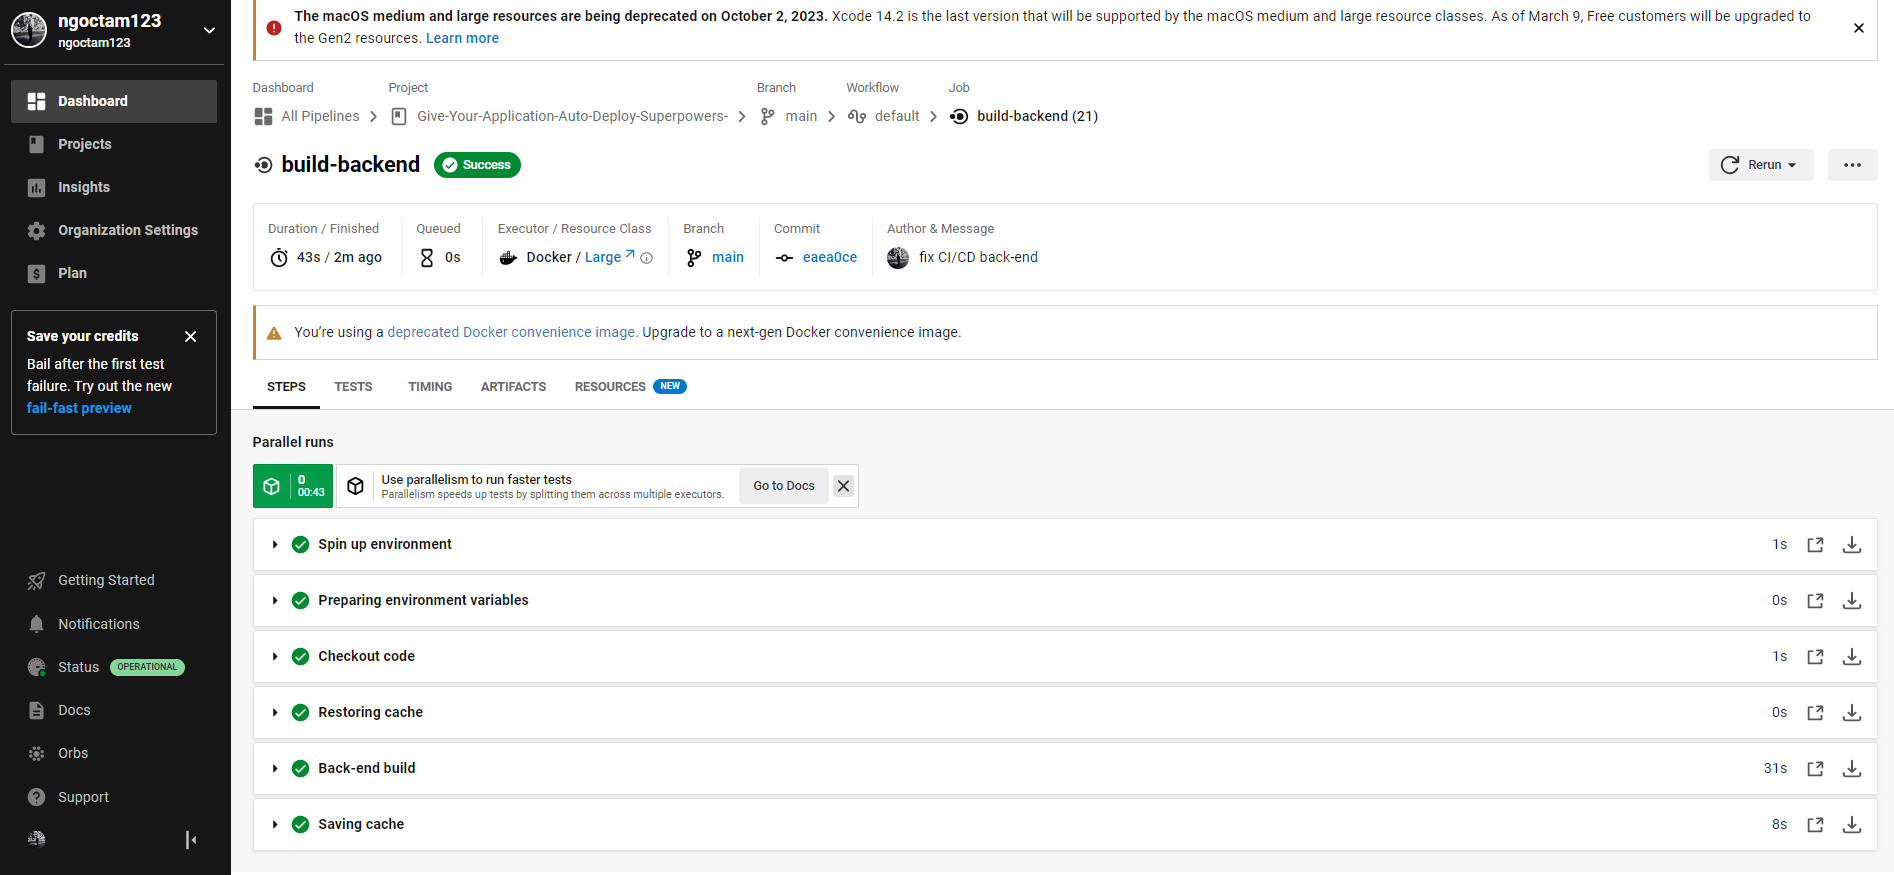 ngoctam123
ngoctam123
Dashboard
Projects
Insights
Organization Settings
Plan
Save your credits
Bail after the first test
failure. Try out the new
fail-fast preview
Getting Started
Notifications
Status OPERATIONAL
Docs
Orbs
Support
The macOS medium and large resources are being deprecated on October 2, 2023. Xcode 14.2 is the last version that will be supported by the macOS medium and large resource classes. As of March 9, Free customers will be upgraded to
the Gen2 resources. Learn more
Dashboard Project Branch Workflow Job
All Pipelines Give-Your-Application-Auto-Deploy-Superpowers- main default build-backend (21)
build-backend Success Rerun
Duration / Finished Queued Executor / Resource Class Branch Commit Author & Message
43s / 2m ago 0s Docker / Large main eaea0ce fix CI/CD back-end
You're using a deprecated Docker convenience image. Upgrade to a next-gen Docker convenience image.
STEPS TESTS TIMING ARTIFACTS RESOURCES NEW
Parallel runs
0
00:43
Use parallelism to run faster tests
Parallelism speeds up tests by splitting them across multiple executors.
Go to Docs
Spin up environment 1s
Preparing environment variables 0s
Checkout code 1s
Restoring cache 0s
Back-end build 31s
Saving cache 8s